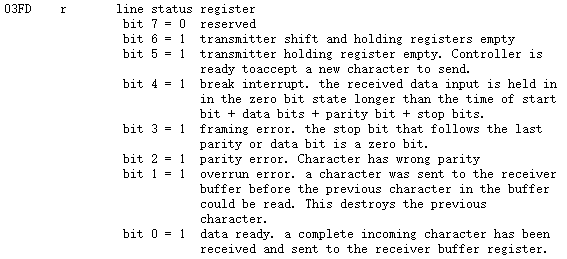 03FD r line status register
bit 7 = 0 reserved
bit 6 = 1 transmitter shift and holding registers empty
bit 5 = 1 transmitter holding register empty. Controller is
ready toaccept a new character to send.
bit 4 = 1 break interrupt. the received data input is held in
in the zero bit state longer than the time of start
bit + data bits + parity bit + stop bits.
bit 3 = 1 framing error. the stop bit that follows the last
parity or data bit is a zero bit.
bit 2 = 1 parity error. Character has wrong parity
bit 1 = 1 overrun error. a character was sent to the receiver
buffer before the previous character in the buffer
could be read. This destroys the previous
character.
bit 0 = 1 data ready. a complete incoming character has been
received and sent to the receiver buffer register.